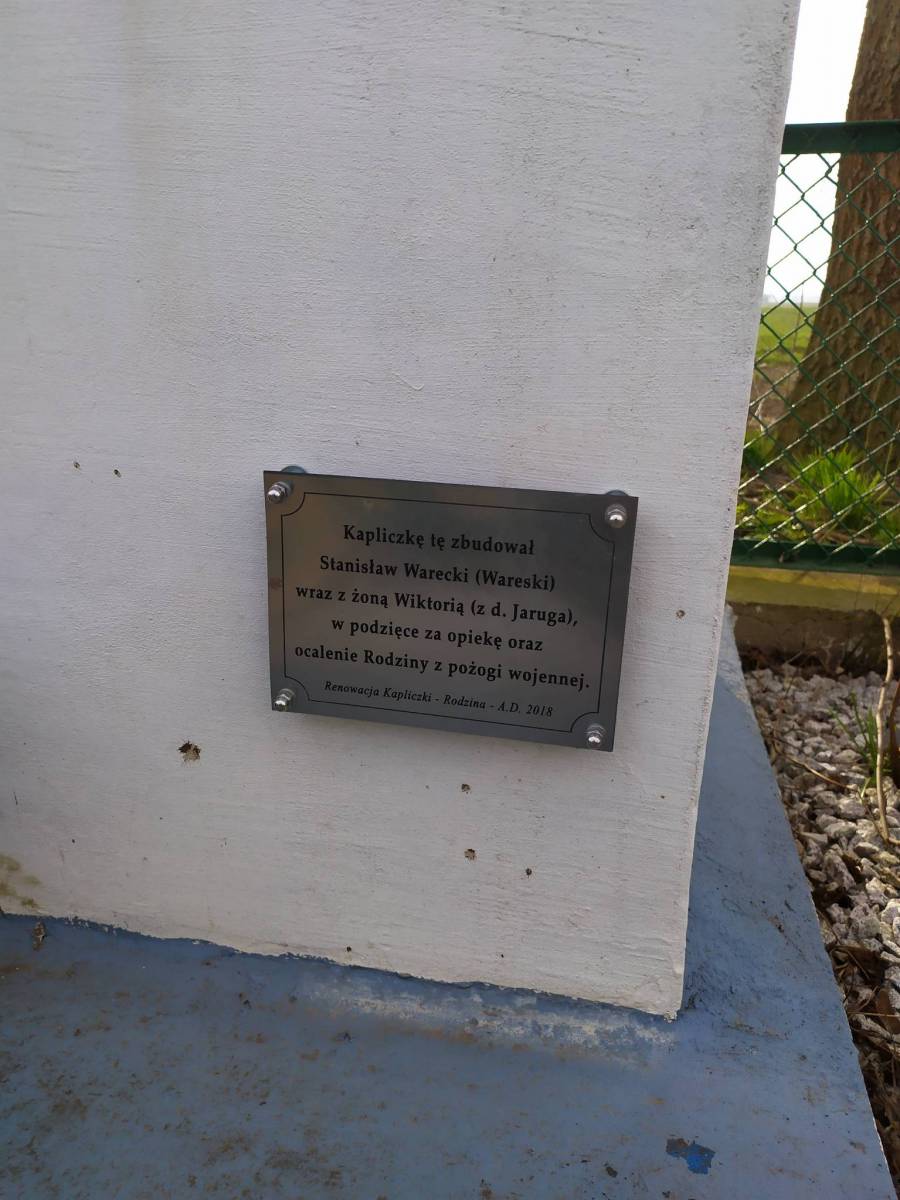 Kapliczkę tę zbudował
Stanisław Warecki (Wareski)
wraz z żoną Wiktorią (z d. Jaruga),
w podzięce za opiekę oraz
ocalenie Rodziny z pożogi wojennej.
Renowacja Kapliczki - Rodzina - A.D. 2018